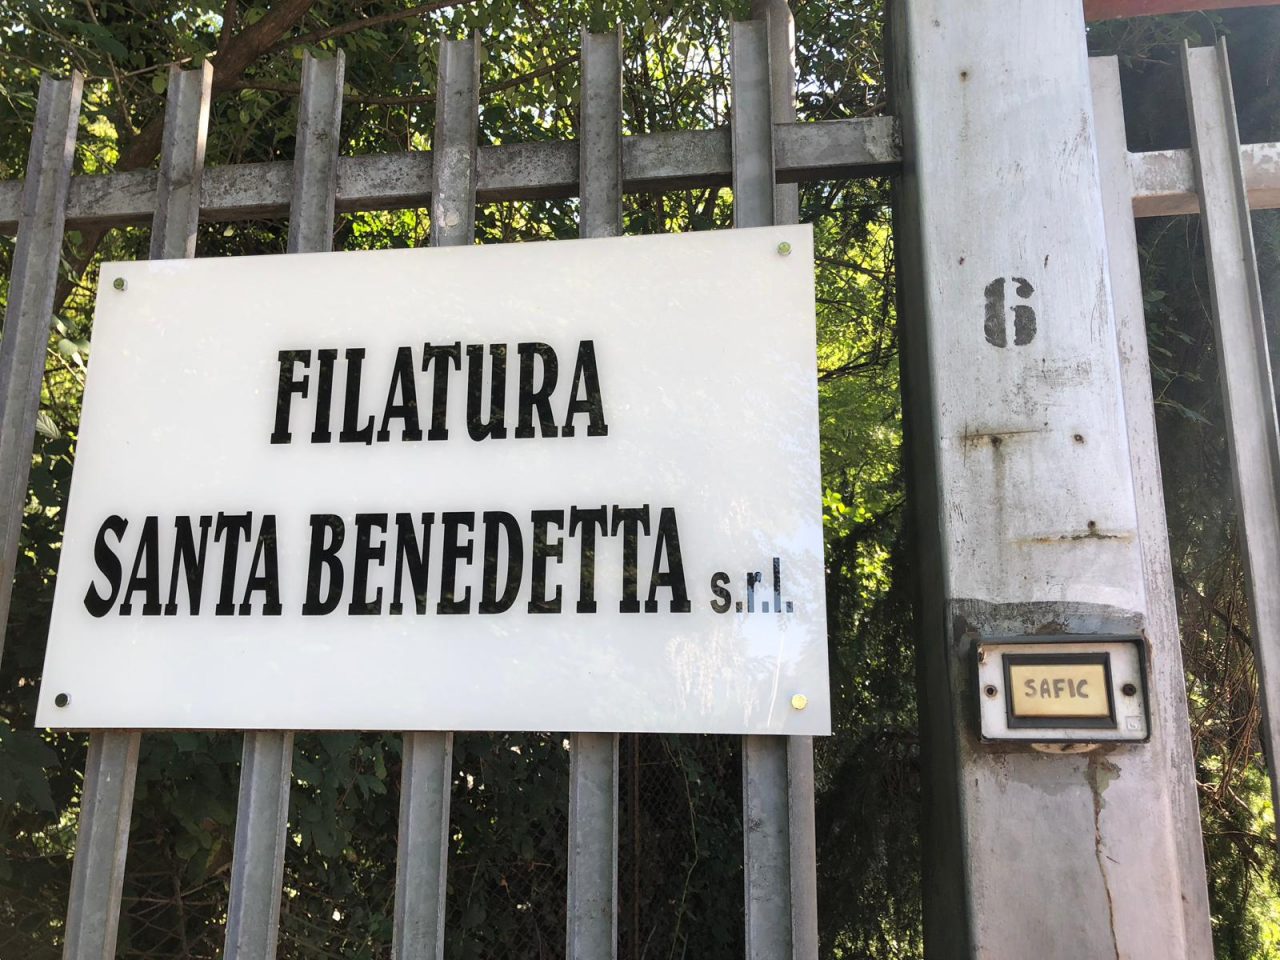 FILATURA
SANTA BENEDETTA s.r.l.
6
SAFIC